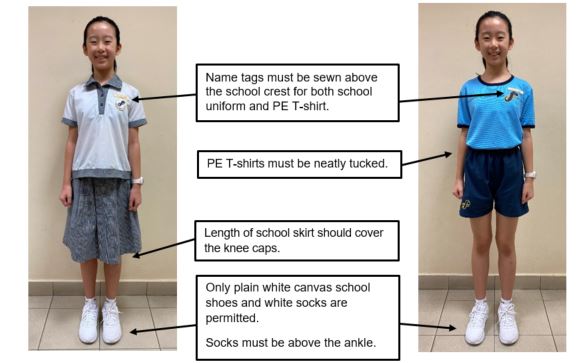 Name tags must be sewn above
the school crest for both school
uniform and PE T-shirt.
PE T-shirts must be neatly tucked.
Length of school skirt should cover
the knee caps.
Only plain white canvas school
shoes and white socks are
permitted.
Socks must be above the ankle.